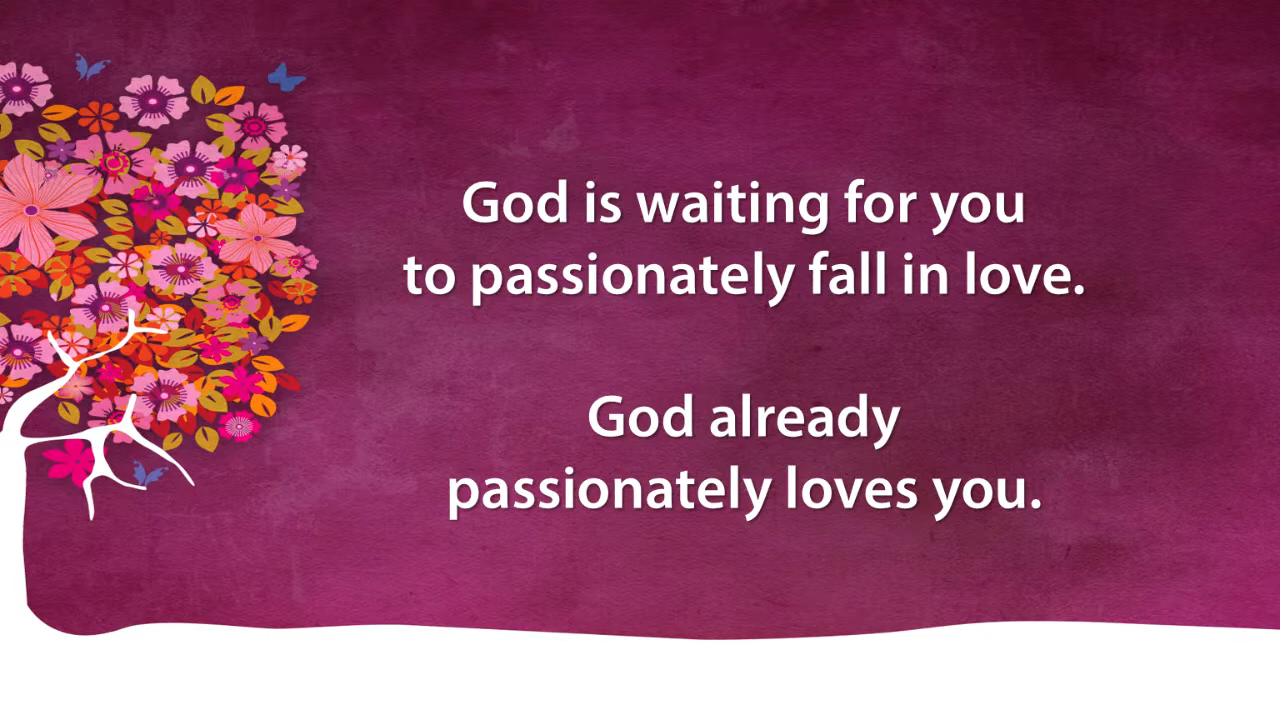 God is waiting for you
to passionately fall in love.
God already
passionately loves you.